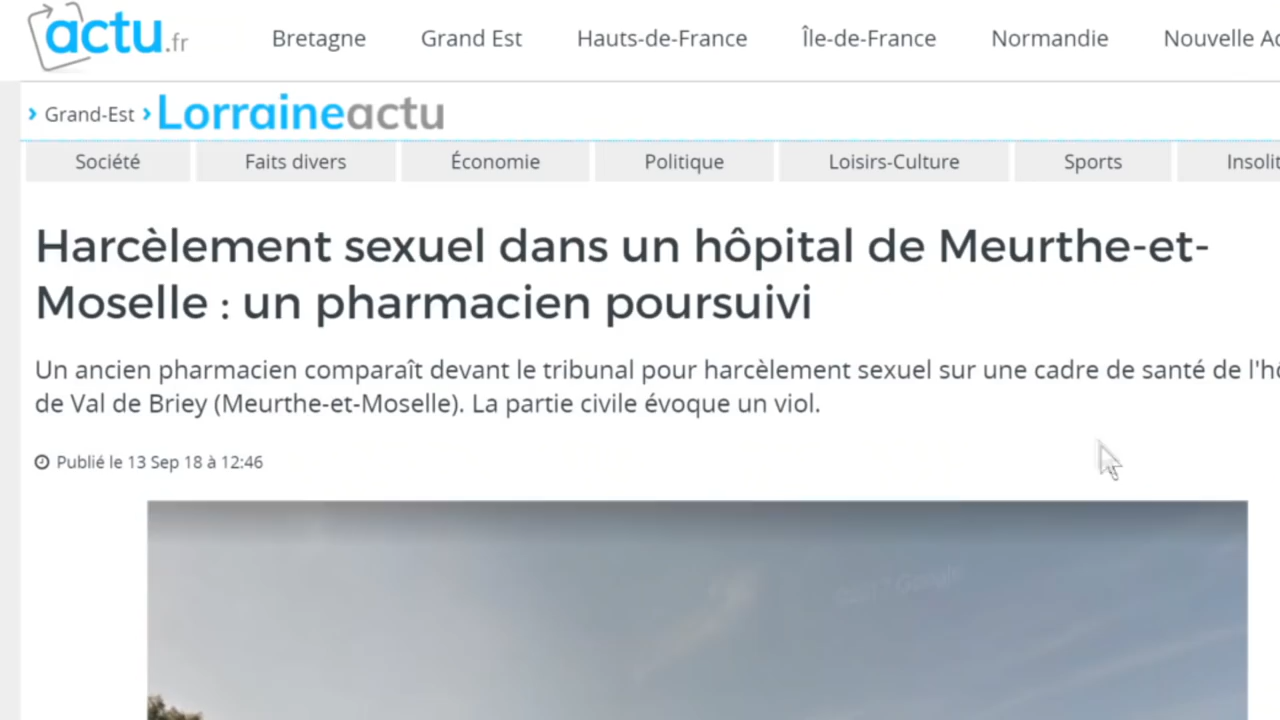 actu.fr
Bretagne Grand Est Hauts-de-France Île-de-France Normandie Nouvelle
Grand-Est Lorraineactu
Société Faits divers Économie Politique Loisirs-Culture Sports
Harcèlement sexuel dans un hôpital de Meurthe-et-
Moselle : un pharmacien poursuivi
Un ancien pharmacien comparaît devant le tribunal pour harcèlement sexuel sur une cadre de santé de
de Val de Briey (Meurthe-et-Moselle). La partie civile évoque un viol.
Publié le 13 Sep 18 à 12:46